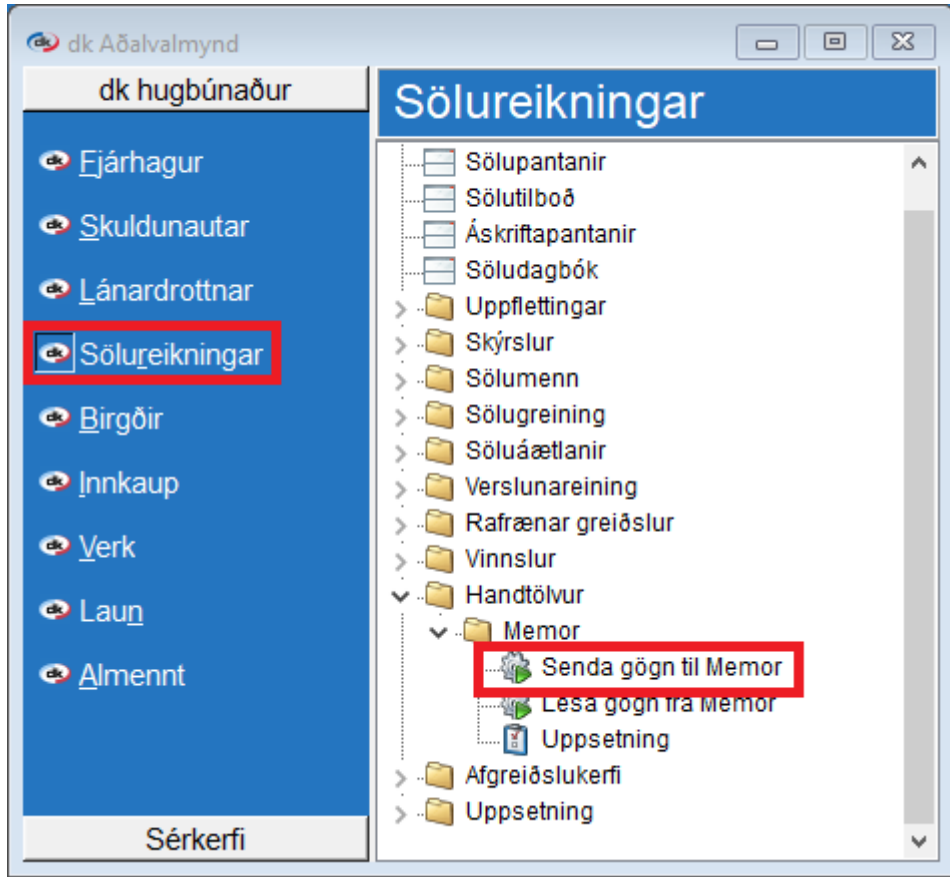 dk Aðalvalmynd
dk hugbúnaður
Fjárhagur
Skuldunautar
Lánardrottnar
Sölureikningar
Birgðir
Innkaup
Verk
Laun
Almennt
Sérkerfi
Sölureikningar
Sölupantanir
Sölutilboð
Áskriftapantanir
Söludagbók
Uppflettingar
Skýrslur
Sölumenn
Sölugreining
Söluáætlanir
Verslunareining
Rafrænar greiðslur
Vinnslur
Handtölvur
Memor
Senda gögn til Memor
Lesa gögn frá Memor
Uppsetning
Afgreiðslukerfi
Uppsetning